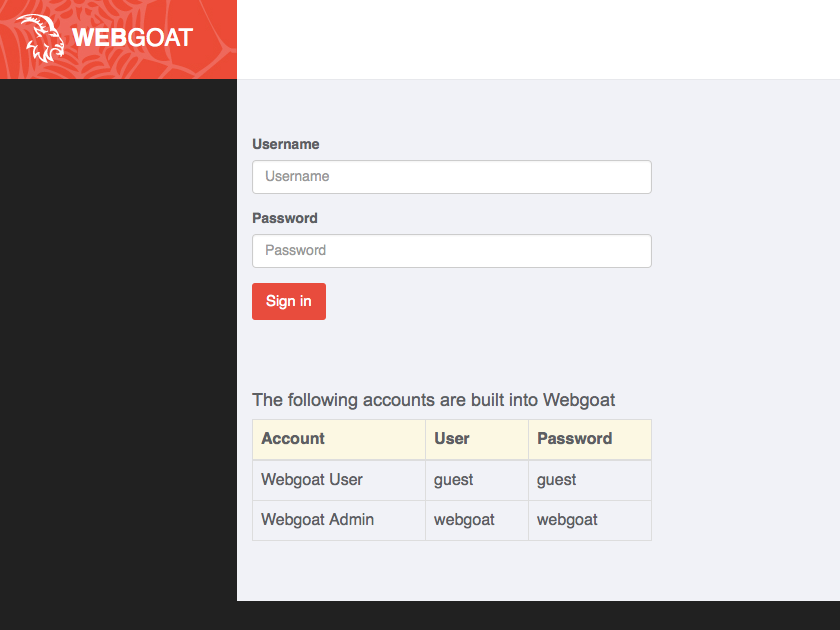 WEBGOAT
Username
Username
Password
Password
Sign in
The following accounts are built into Webgoat
Account User Password
Webgoat User guest guest
Webgoat Admin webgoat webgoat